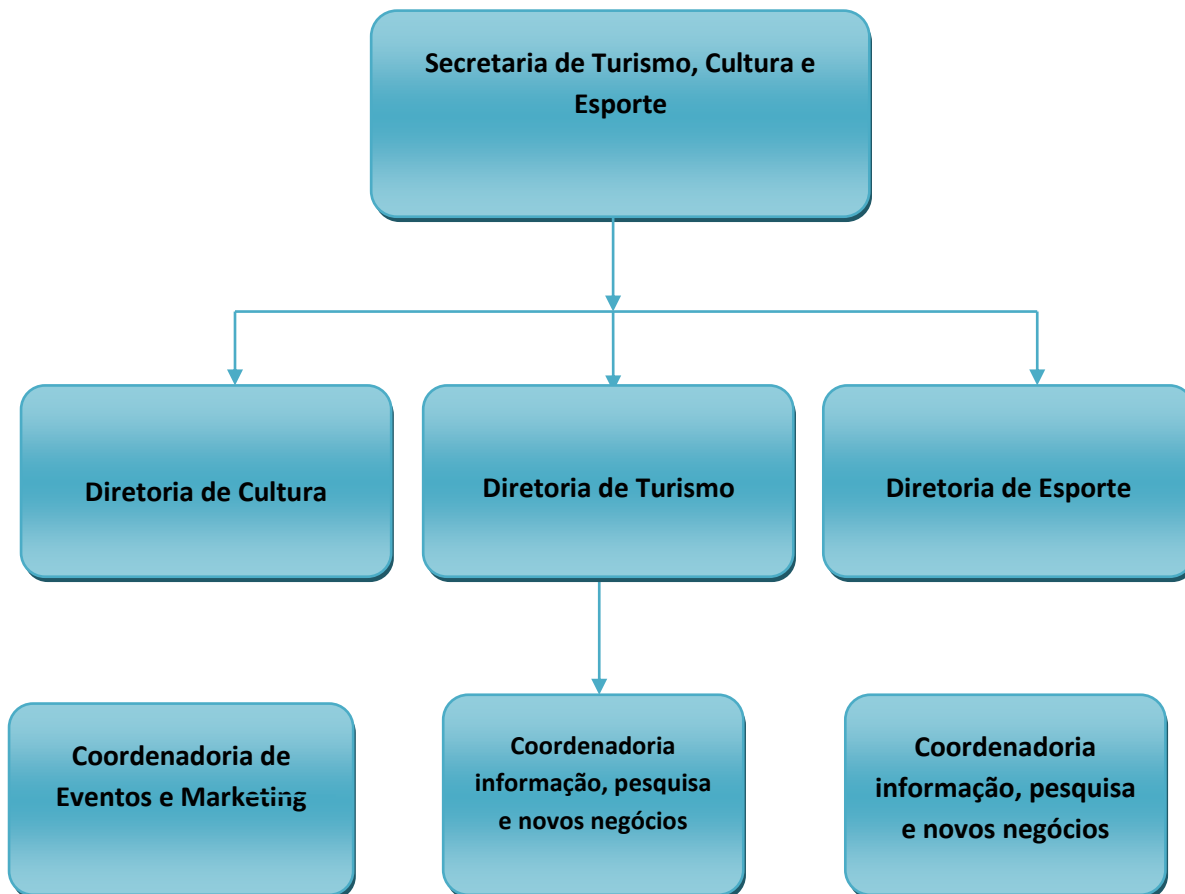 Secretaria de Turismo, Cultura e
Esporte
Diretoria de Cultura
Diretoria de Turismo
Diretoria de Esporte
Coordenadoria de
Eventos e Marketing
Coordenadoria
informação, pesquisa
e novos negócios
Coordenadoria
informação, pesquisa
e novos negócios